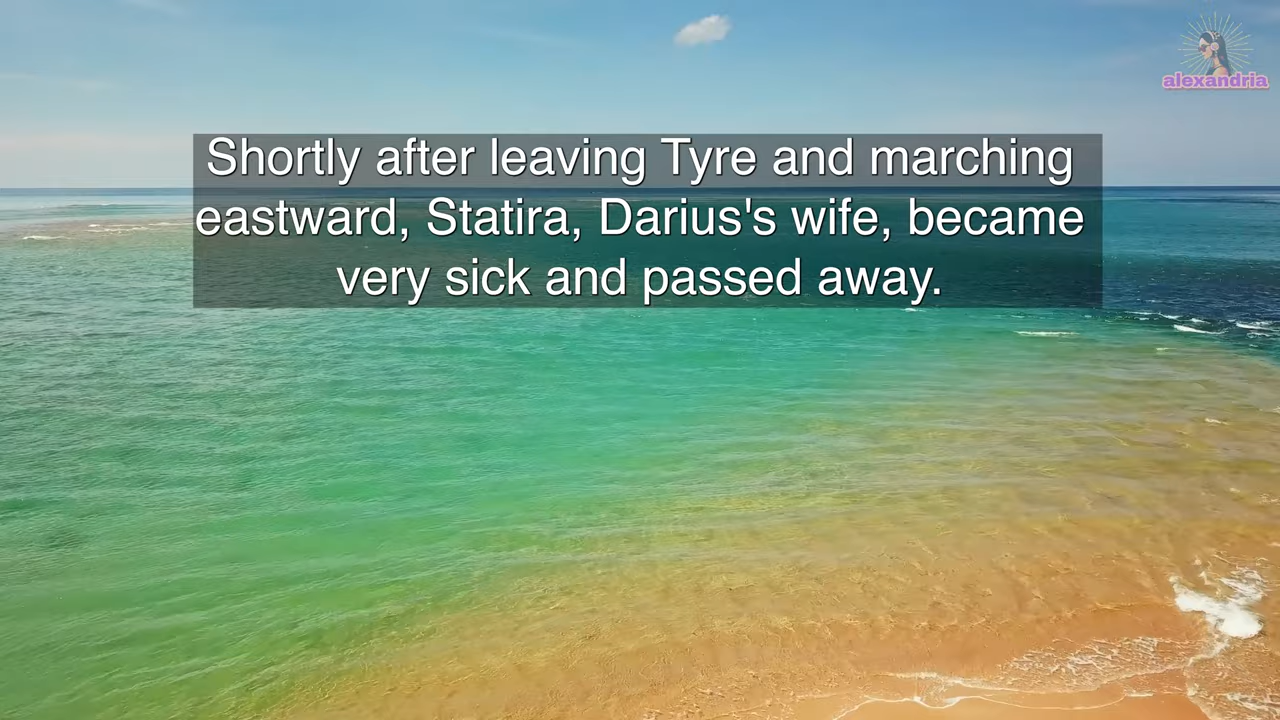 alexandria
Shortly after leaving Tyre and marching
eastward, Statira, Darius's wife, became
very sick and passed away.